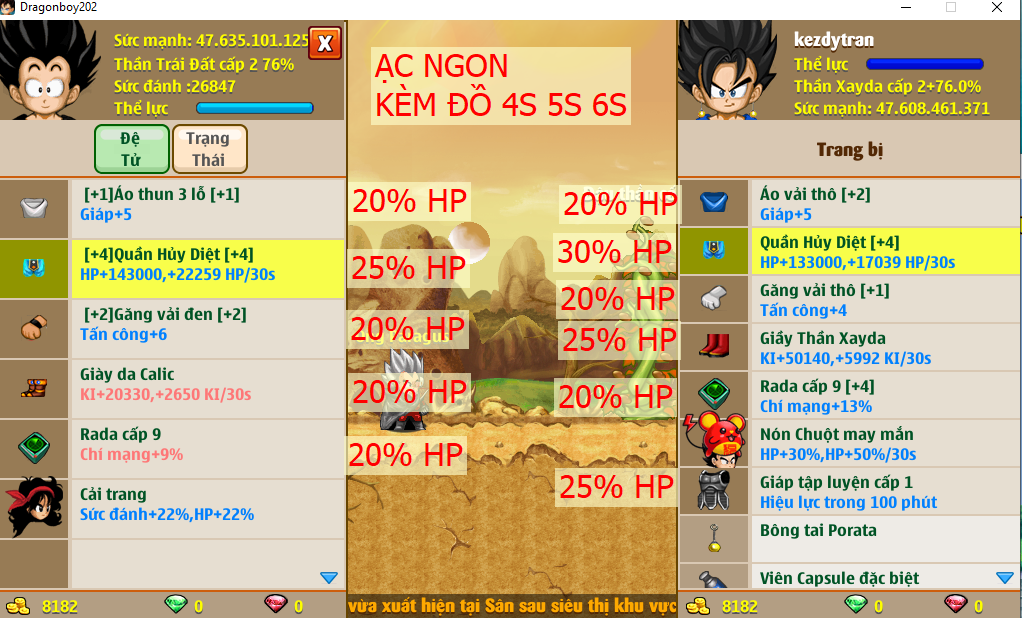 Dragonboy202
Sức mạnh: 47.635.101.125
X
Thần Trái Đất cấp 2 76%
Sức đánh :26847
Thể lực
Đệ
Tử
Trạng
Thái
[+1]Áo thun 3 lỗ [+1]
Giáp+5
[+4]Quần Hủy Diệt [+4]
HP+143000,+22259 HP/30s
[+2]Găng vải đen [+2]
Tấn công+6
Giày da Calic
KI+20330,+2650 KI/30s
Rada cấp 9
Chí mạng+9%
Cải trang
Sức đánh+22%,HP+22%
8182
0
0
ẠC NGON
KÈM ĐỒ 4S 5S 6S
20% HP
25% HP
20% HP
20% HP
20% HP
20% HP
30% HP
20% HP
25% HP
20% HP
25% HP
vừa xuất hiện tại Sân sau siêu thị khu vực
kezdytran
Thể lực
Thần Xayda cấp 2+76.0%
Sức mạnh: 47.608.461.371
Trang bị
Áo vải thô [+2]
Giáp+5
Quần Hủy Diệt [+4]
HP+133000,+17039 HP/30s
Găng vải thô [+1]
Tấn công+4
Giầy Thần Xayda
KI+50140,+5992 KI/30s
Rada cấp 9 [+4]
Chí mạng+13%
Nón Chuột may mắn
HP+30%,HP+50%/30s
Giáp tập luyện cấp 1
Hiệu lực trong 100 phút
Bông tai Porata
Viên Capsule đặc biệt
8182
0
0